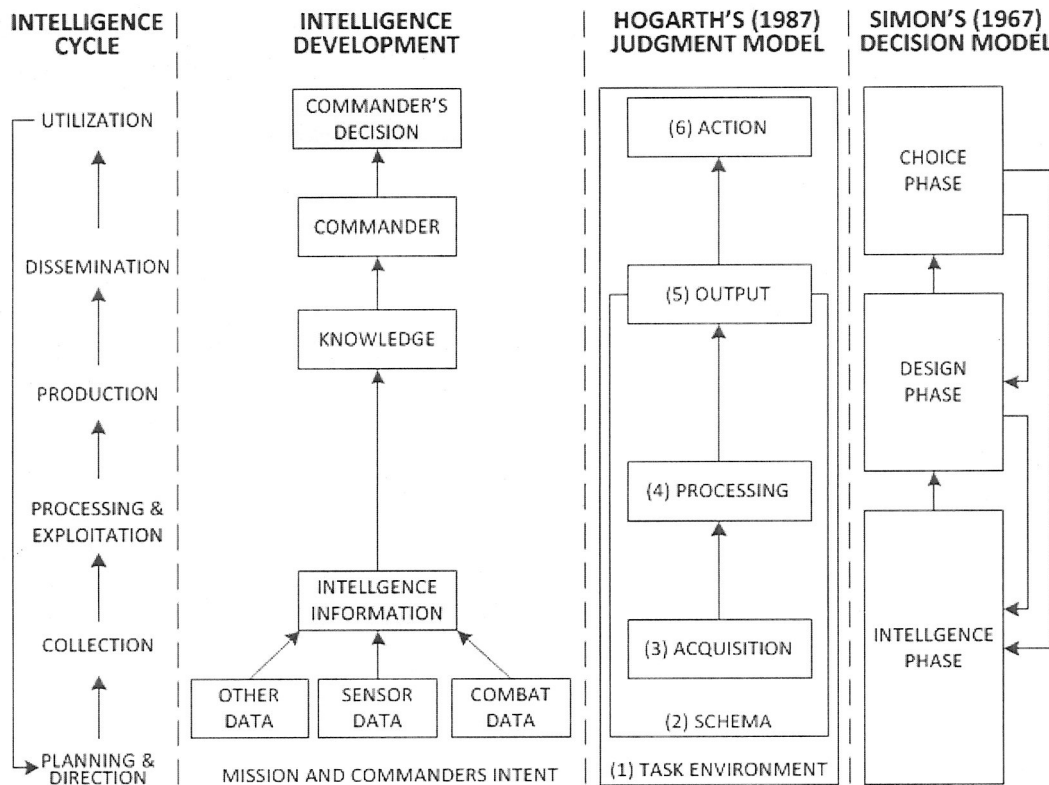 INTELLIGENCE
CYCLE
UTILIZATION
DISSEMINATION
PRODUCTION
PROCESSING &
EXPLOITATION
COLLECTION
PLANNING &
DIRECTION
INTELLIGENCE
DEVELOPMENT
COMMANDER'S
DECISION
COMMANDER
KNOWLEDGE
INTELLGENCE
INFORMATION
OTHER
DATA
SENSOR
DATA
COMBAT
DATA
MISSION AND COMMANDERS INTENT
HOGARTH'S (1987)
JUDGMENT MODEL
(6) ACTION
(5) OUTPUT
(4) PROCESSING
(3) ACQUISITION
(2) SCHEMA
(1) TASK ENVIRONMENT
SIMON'S (1967)
DECISION MODEL
CHOICE
PHASE
DESIGN
PHASE
INTELLGENCE
PHASE